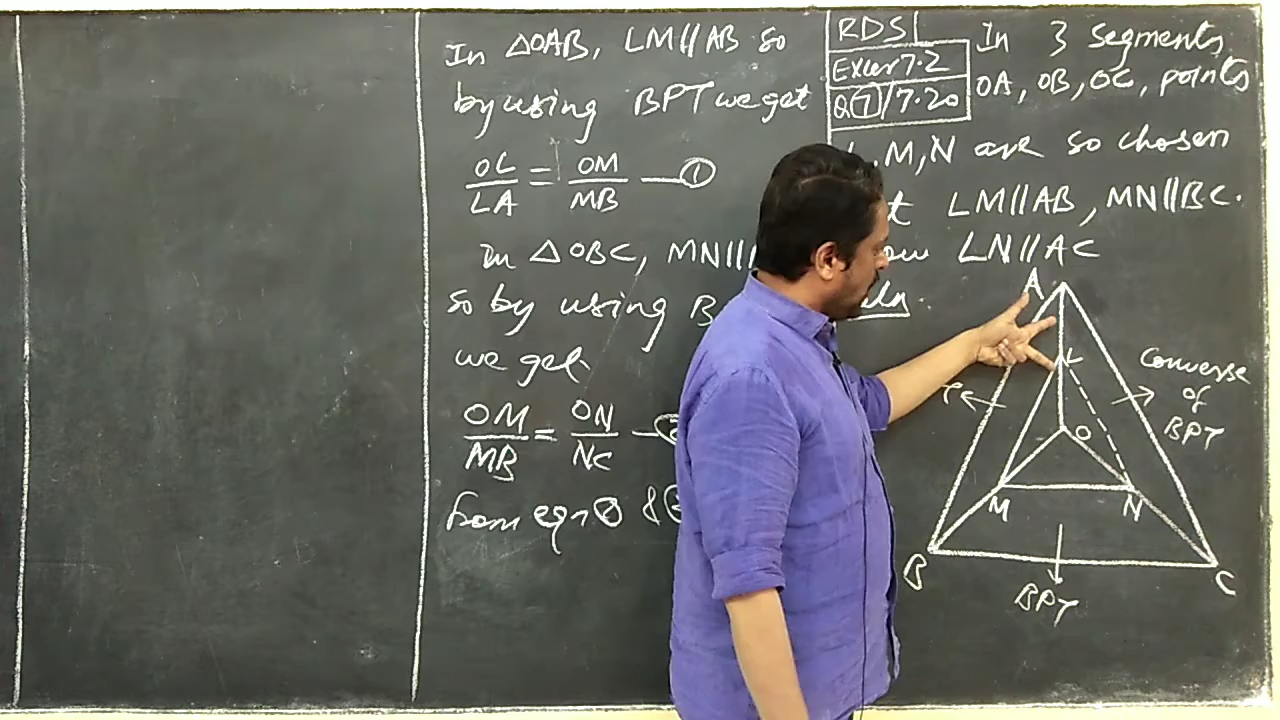 In △OAB, LM∥AB so
by using BPT we get
OL/LA = OM/MB — ①
In △OBC, MN∥
so by using B
we get
OM/MB = ON/NC —
from eqn ① &
RDS
Exer 7.2
Q⑦/7.20
In 3 segments
OA, OB, OC, points
L, M, N are so chosen
LM∥AB, MN∥BC.
LN∥AC
A
L
O
M
N
B
C
Converse
of
BPT
BPT